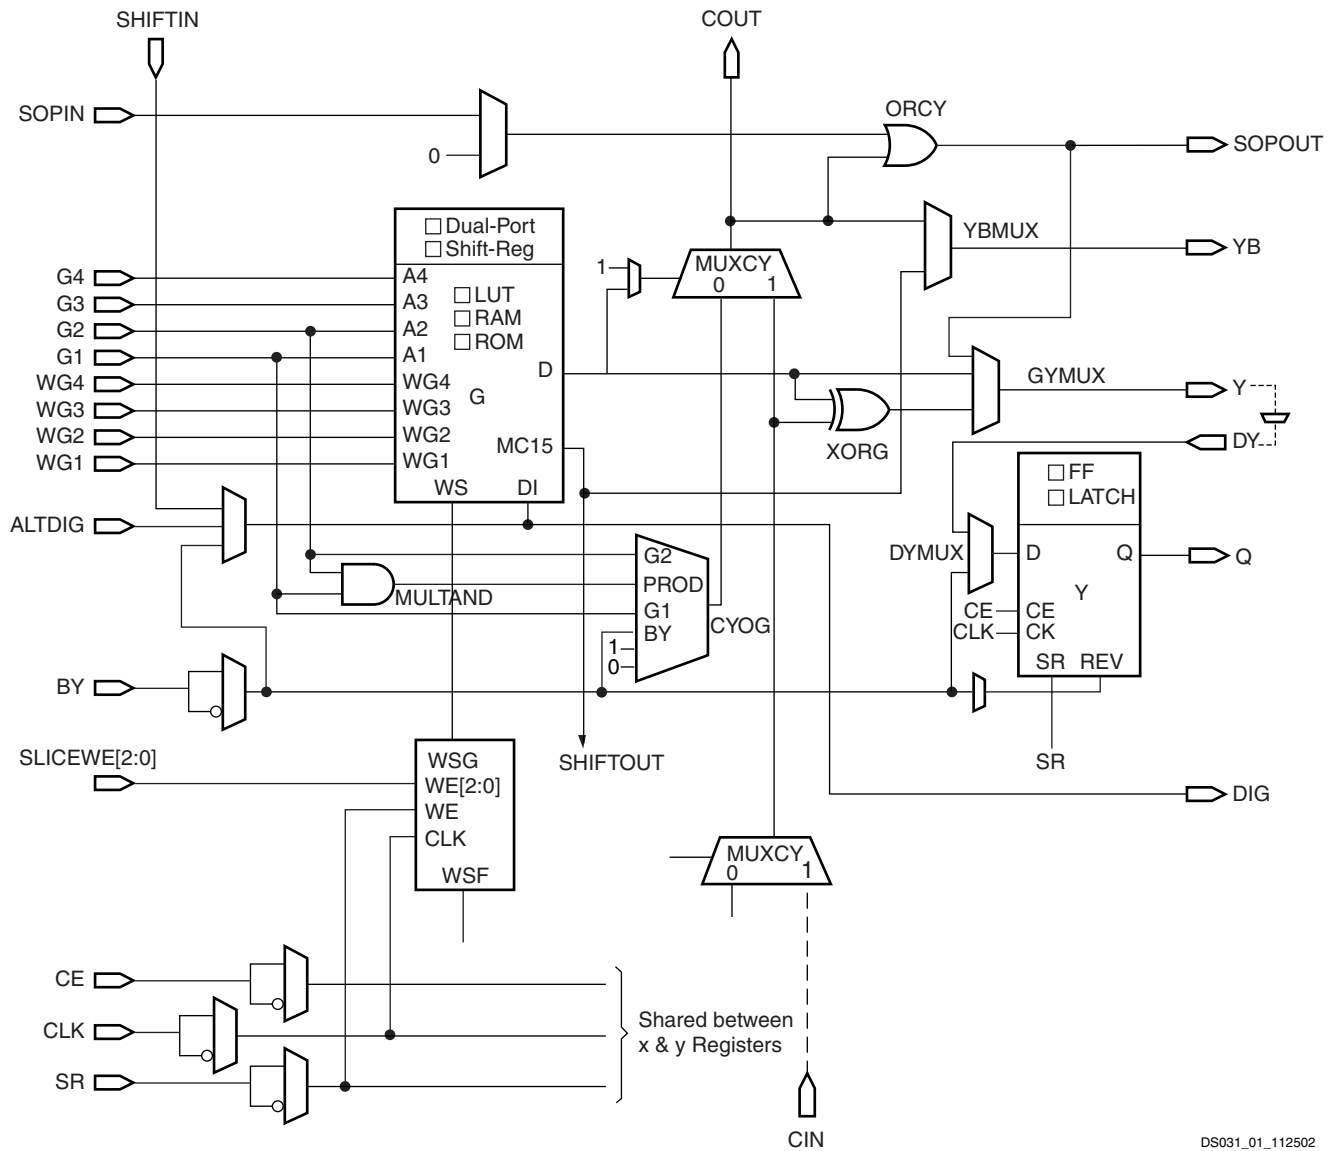 SHIFTIN
COUT
SOPIN
0
ORCY
SOPOUT
Dual-Port
Shift-Reg
YBMUX
YB
MUXCY
0 1
1
G4
G3
G2
G1
WG4
WG3
WG2
WG1
A4
A3
A2
A1
WG4
WG3
WG2
WG1
LUT
RAM
ROM
G
D
MC15
WS
DI
GYMUX
Y
XORG
DY
FF
LATCH
ALTDIG
DYMUX
D
Q
Q
Y
CE
CE
CLK
CK
SR REV
SR
G2
PROD
G1
BY
1
0
CYOG
MULTAND
BY
SHIFTOUT
SLICEWE[2:0]
WSG
WE[2:0]
WE
CLK
WSF
DIG
MUXCY
0 1
CE
CLK
SR
Shared between
x & y Registers
CIN
DS031_01_112502